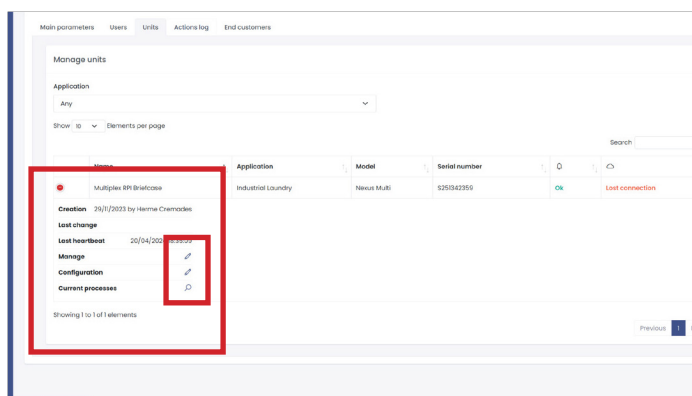 Main parameters Users Units Actions log End customers
Manage units
Application
Any
Show 10 Elements per page
Search
Name Application Model Serial number
Multiplex RPI Briefcase Industrial Laundry Nexus Multi S251342359 Ok Lost connection
Creation 29/11/2023 by Herme Cremades
Last change
Last heartbeat
Manage
Configuration
Current processes
Showing 1 to 1 of 1 elements
Previous 1